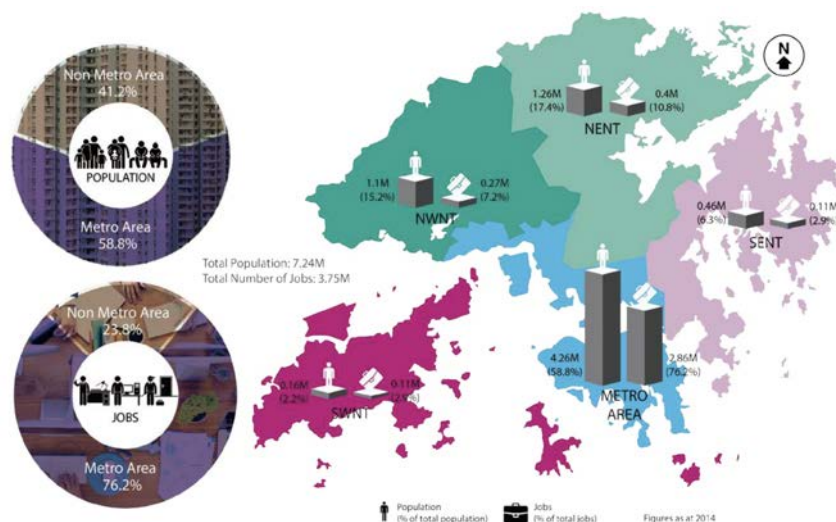 Non Metro Area
41.2%
POPULATION
Metro Area
58.8%
Total Population: 7.24M
Total Number of Jobs: 3.75M
Non Metro Area
23.8%
JOBS
Metro Area
76.2%
N
1.26M
(17.4%)
0.4M
(10.8%)
NENT
1.1M
(15.2%)
0.27M
(7.2%)
NWNT
0.46M
(6.3%)
0.11M
(2.9%)
SENT
4.26M
(58.8%)
2.86M
(76.2%)
METRO
AREA
0.16M
(2.2%)
0.11M
(2.9%)
SWNT
Population
(% of total population)
Jobs
(% of total jobs)
Figures as at 2014